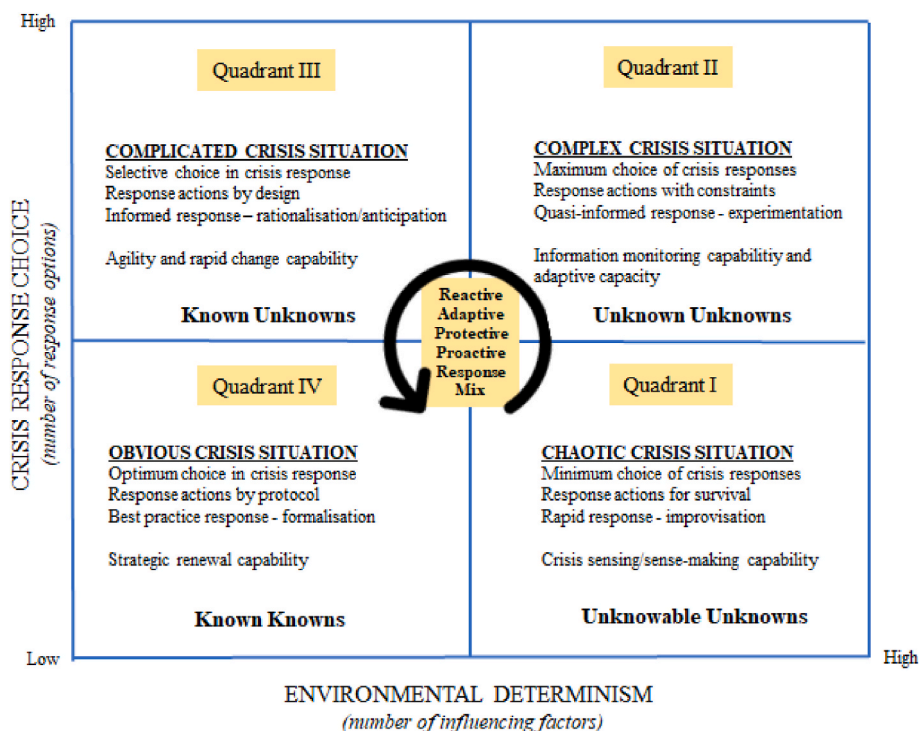 High
Quadrant III
COMPLICATED CRISIS SITUATION
Selective choice in crisis response
Response actions by design
Informed response – rationalisation/anticipation
Agility and rapid change capability
Known Unknowns
Quadrant II
COMPLEX CRISIS SITUATION
Maximum choice of crisis responses
Response actions with constraints
Quasi-informed response - experimentation
Information monitoring capabilitiy and
adaptive capacity
Unknown Unknowns
Reactive
Adaptive
Protective
Proactive
Response
Mix
Quadrant IV
OBVIOUS CRISIS SITUATION
Optimum choice in crisis response
Response actions by protocol
Best practice response - formalisation
Strategic renewal capability
Known Knowns
Quadrant I
CHAOTIC CRISIS SITUATION
Minimum choice of crisis responses
Response actions for survival
Rapid response - improvisation
Crisis sensing/sense-making capability
Unknowable Unknowns
CRISIS RESPONSE CHOICE
(number of response options)
Low
High
ENVIRONMENTAL DETERMINISM
(number of influencing factors)